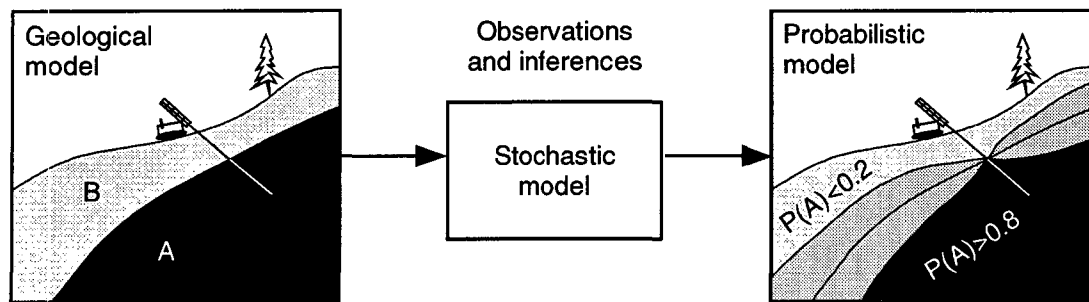 Geological
model
B
A
Observations
and inferences
Stochastic
model
Probabilistic
model
P(A)<0.2
P(A)>0.8